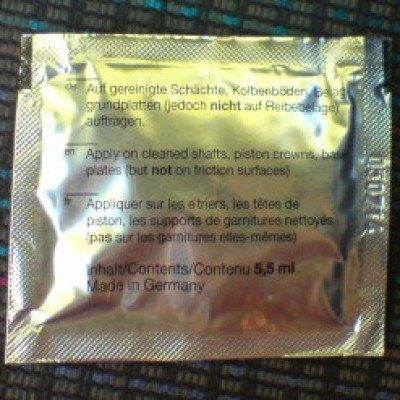 de Auf gereinigte Schächte, Kolbenböden, Belag-
grundplatten (jedoch nicht auf Reibebeläge)
auftragen.
en Apply on cleaned shafts, piston crowns, base
plates (but not on friction surfaces)
fr Appliquer sur les etriers, les têtes de
piston, les supports de garnitures nettoyés
(pas sur les garnitures elles-mêmes)
Inhalt/Contents/Contenu 5,5 ml
Made in Germany